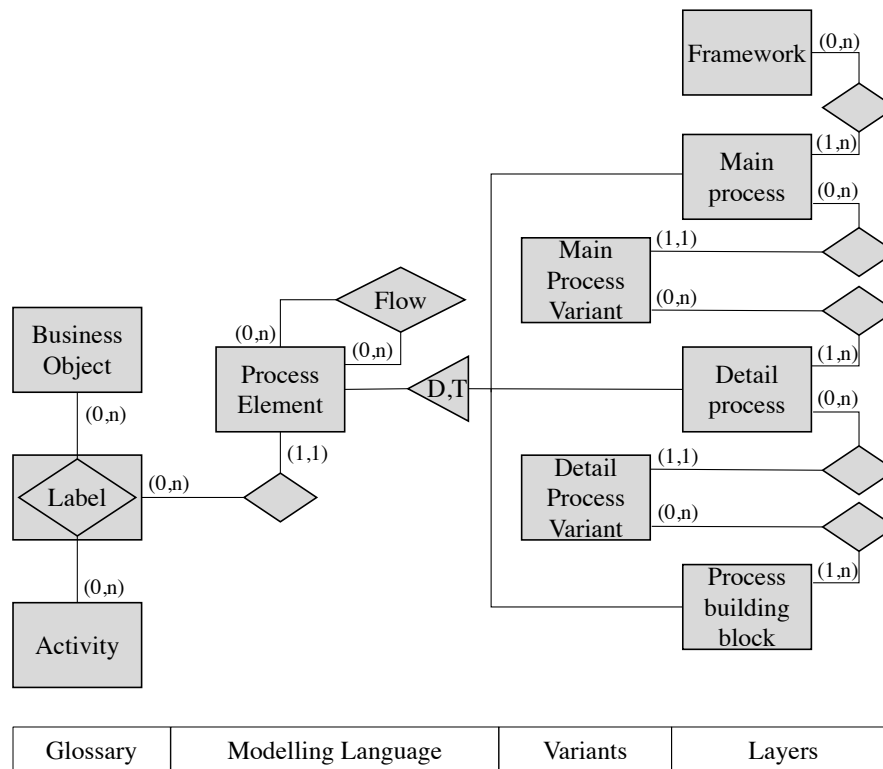 Framework
(0,n)
(1,n)
Main
process
(0,n)
Main
Process
Variant
(1,1)
(0,n)
Flow
(0,n)
(0,n)
Business
Object
Process
Element
D,T
(1,n)
Detail
process
(0,n)
(0,n)
(1,1)
Label
(0,n)
Detail
Process
Variant
(1,1)
(0,n)
(0,n)
Activity
(1,n)
Process
building
block
Glossary
Modelling Language
Variants
Layers